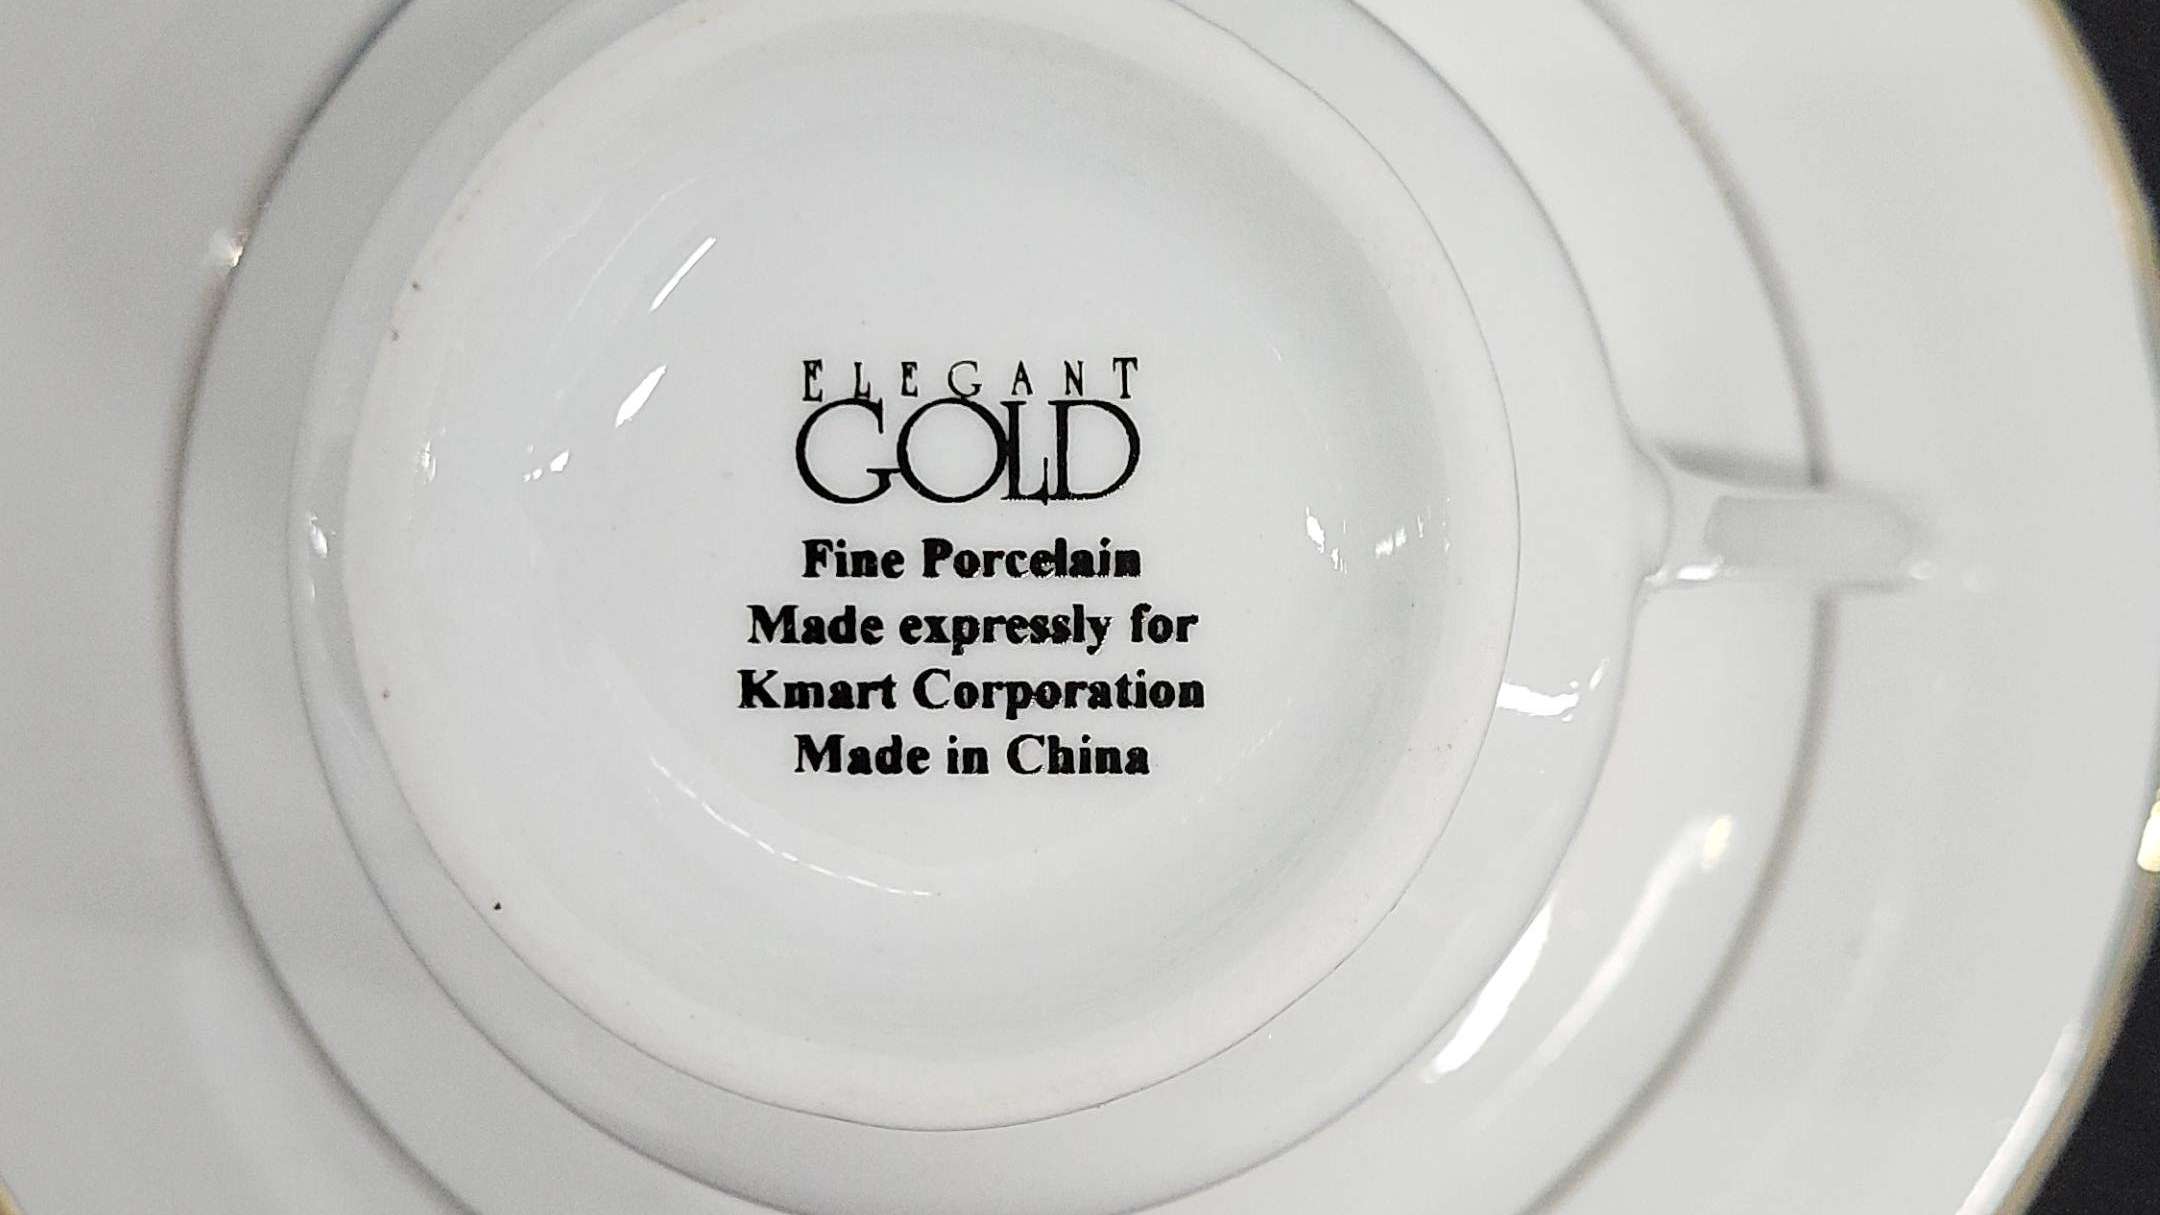 ELEGANT
GOLD
Fine Porcelain
Made expressly for
Kmart Corporation
Made in China